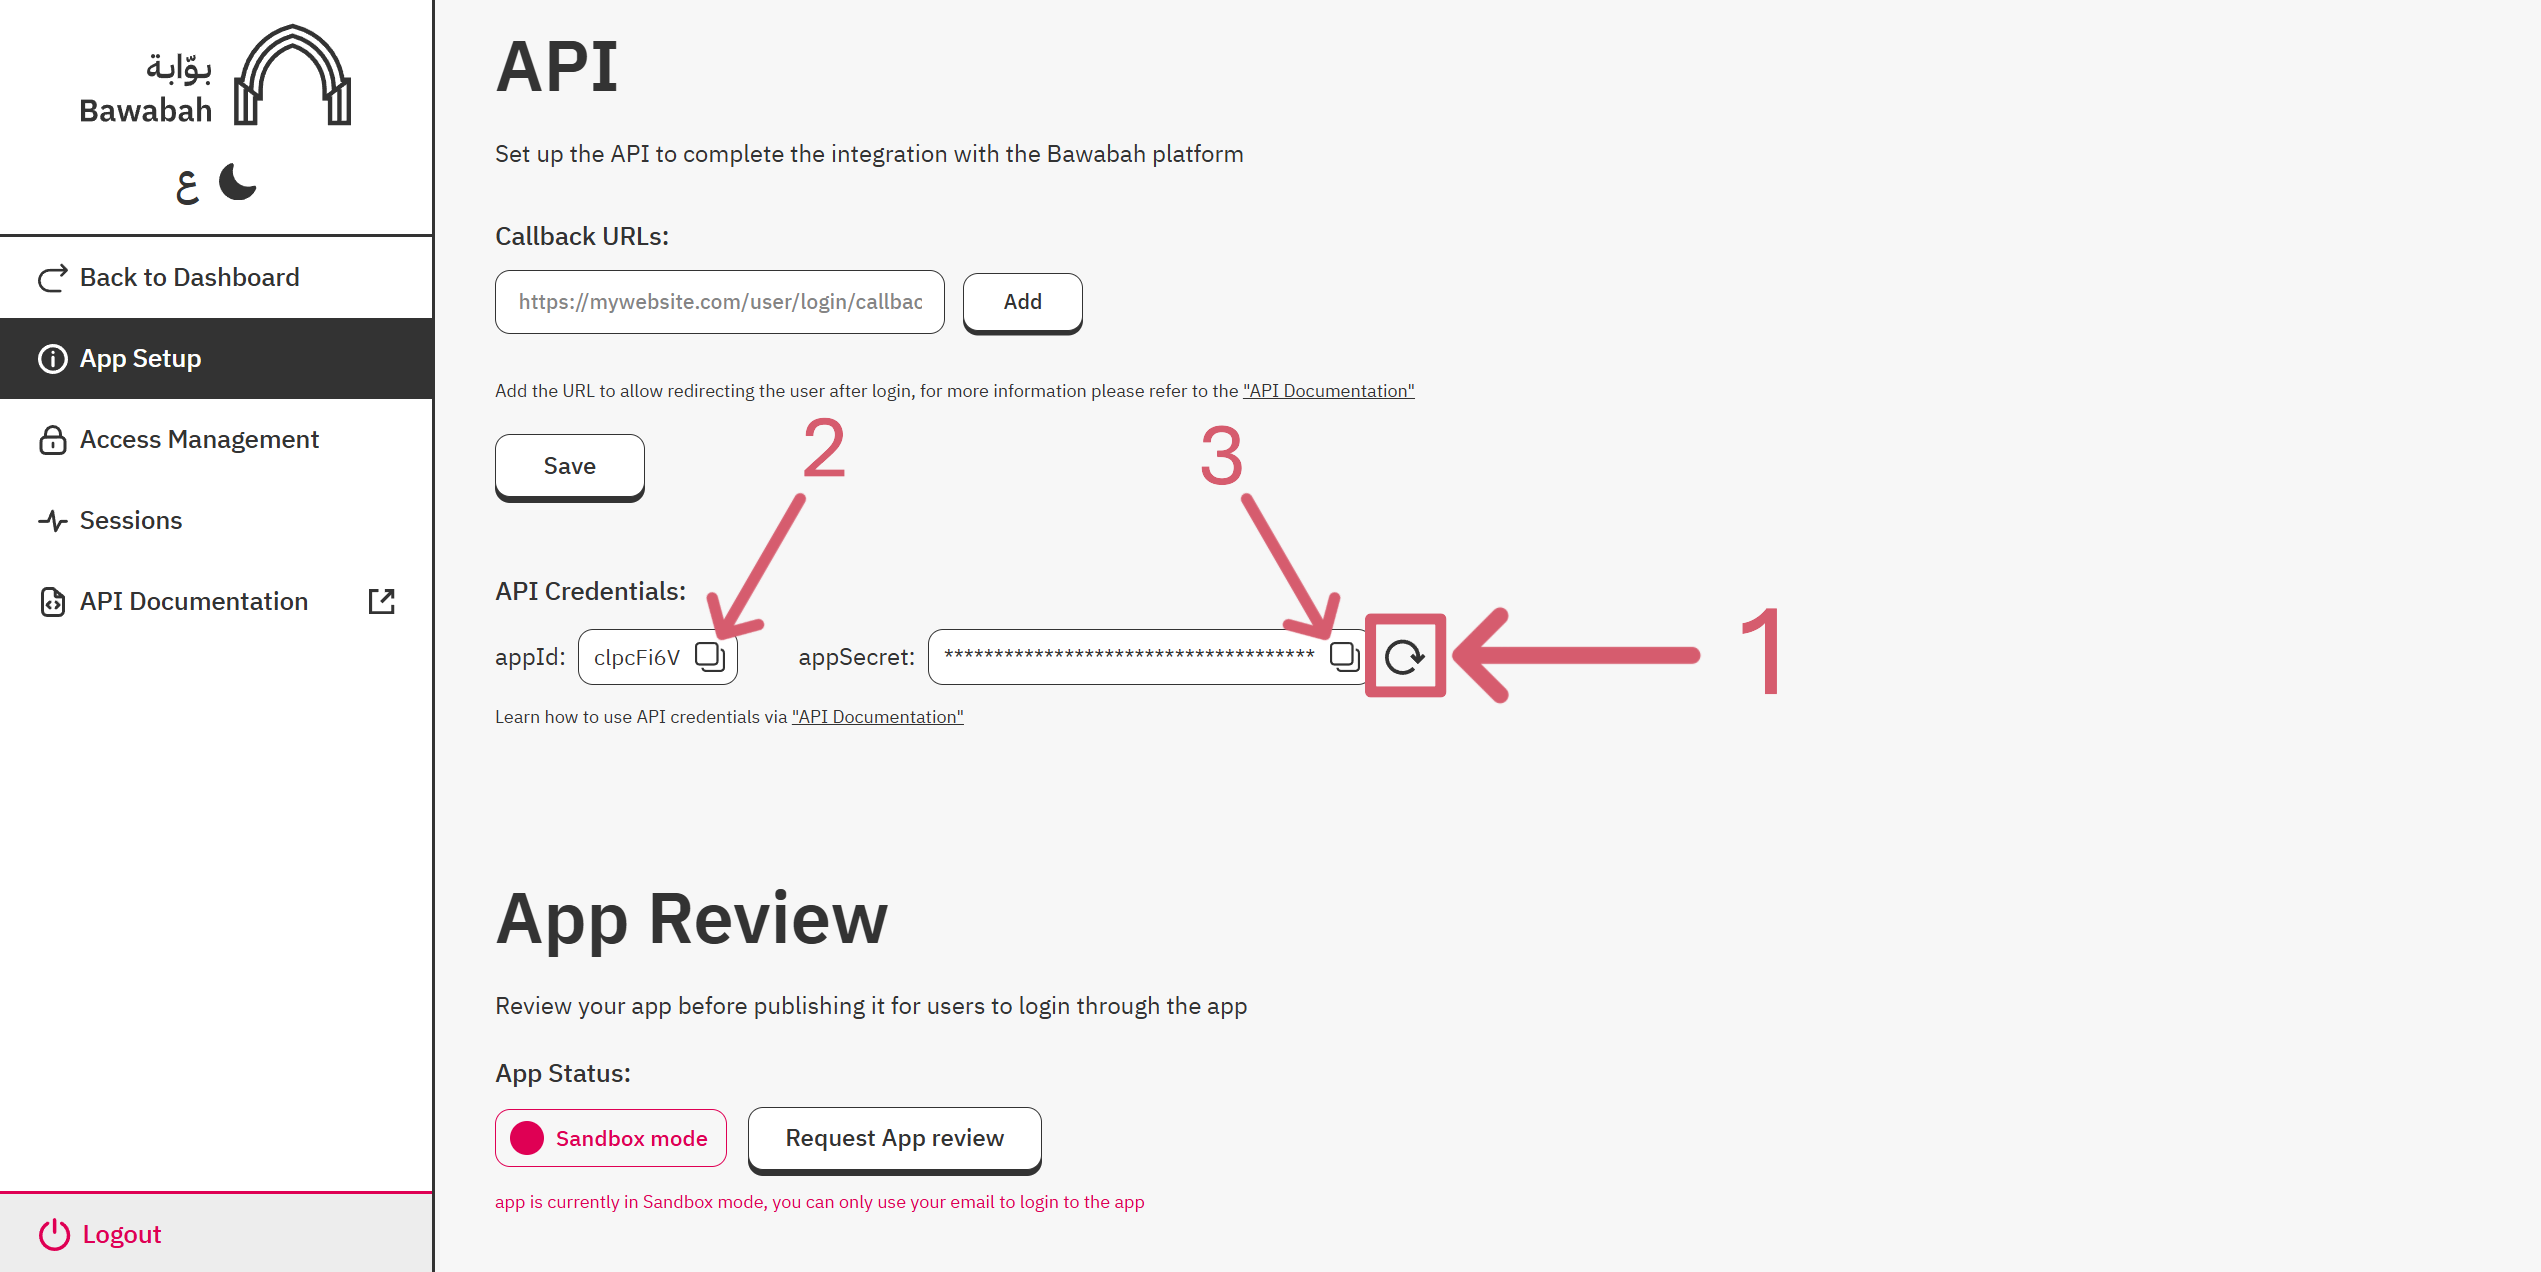 بوّابة
Bawabah
ع
Back to Dashboard
App Setup
Access Management
Sessions
API Documentation
Logout
API
Set up the API to complete the integration with the Bawabah platform
Callback URLs:
https://mywebsite.com/user/login/callbac
Add
Add the URL to allow redirecting the user after login, for more information please refer to the "API Documentation"
Save
2
3
API Credentials:
appId: clpcFi6V appSecret: *************************************
1
Learn how to use API credentials via "API Documentation"
App Review
Review your app before publishing it for users to login through the app
App Status:
Sandbox mode
Request App review
app is currently in Sandbox mode, you can only use your email to login to the app